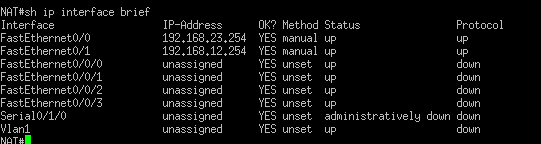 NAT#sh ip interface brief
Interface IP-Address OK? Method Status Protocol
FastEthernet0/0 192.168.23.254 YES manual up up
FastEthernet0/1 192.168.12.254 YES manual up up
FastEthernet0/0/0 unassigned YES unset up down
FastEthernet0/0/1 unassigned YES unset up down
FastEthernet0/0/2 unassigned YES unset up down
FastEthernet0/0/3 unassigned YES unset up down
Serial0/1/0 unassigned YES unset administratively down down
Vlan1 unassigned YES unset up down
NAT#